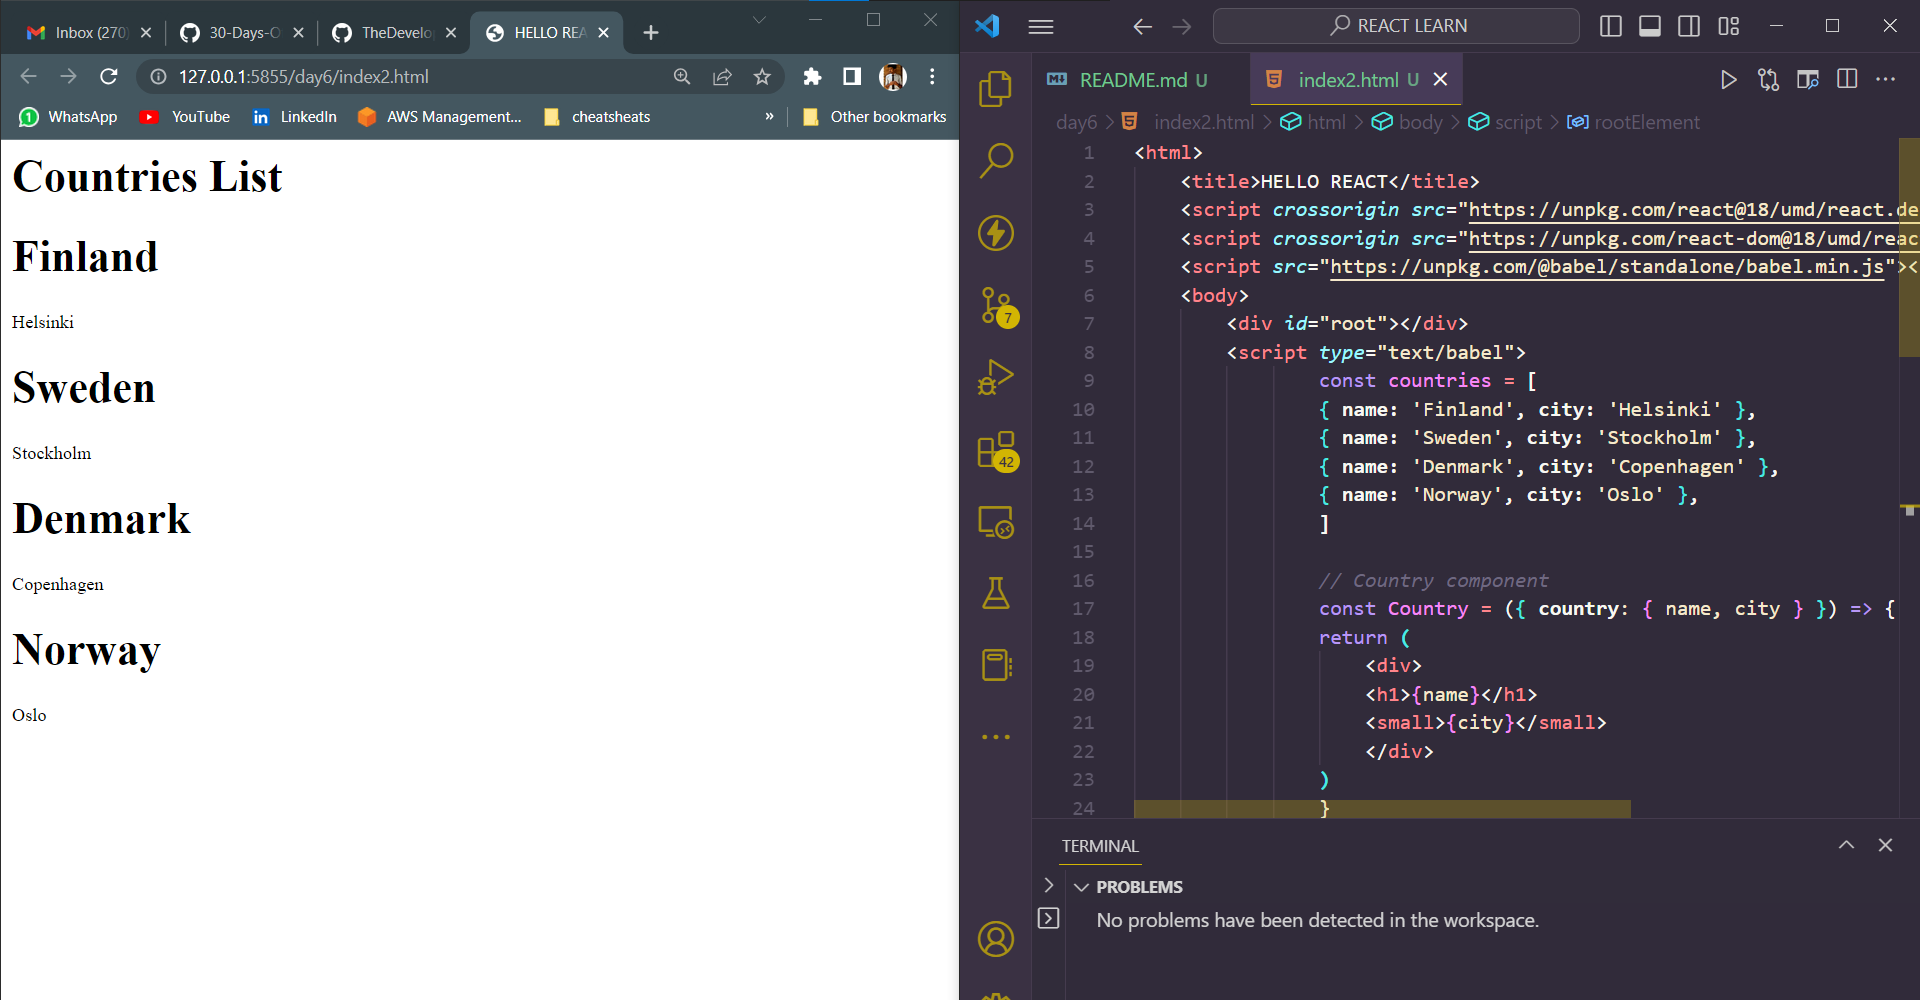 Inbox (270)
30-Days-O
TheDevelo
HELLO REA
127.0.0.1:5855/day6/index2.html
WhatsApp
YouTube
LinkedIn
AWS Management...
cheatsheats
»
Other bookmarks
Countries List
Finland
Helsinki
Sweden
Stockholm
Denmark
Copenhagen
Norway
Oslo
REACT LEARN
README.md U
index2.html U
day6 > index2.html > html > body > script > rootElement
7
42
1 <html>
2 <title>HELLO REACT</title>
3 <script crossorigin src="https://unpkg.com/react@18/umd/react.de
4 <script crossorigin src="https://unpkg.com/react-dom@18/umd/reac
5 <script src="https://unpkg.com/@babel/standalone/babel.min.js"><
6 <body>
7 <div id="root"></div>
8 <script type="text/babel">
9 const countries = [
10 { name: 'Finland', city: 'Helsinki' },
11 { name: 'Sweden', city: 'Stockholm' },
12 { name: 'Denmark', city: 'Copenhagen' },
13 { name: 'Norway', city: 'Oslo' },
14 ]
15
16 // Country component
17 const Country = ({ country: { name, city } }) => {
18 return (
19 <div>
20 <h1>{name}</h1>
21 <small>{city}</small>
22 </div>
23 )
24 }
TERMINAL
PROBLEMS
No problems have been detected in the workspace.